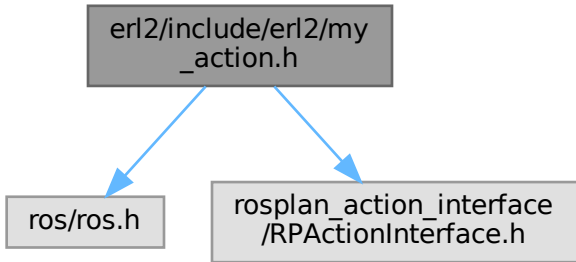 erl2/include/erl2/my
_action.h
ros/ros.h
rosplan_action_interface
/RPActionInterface.h